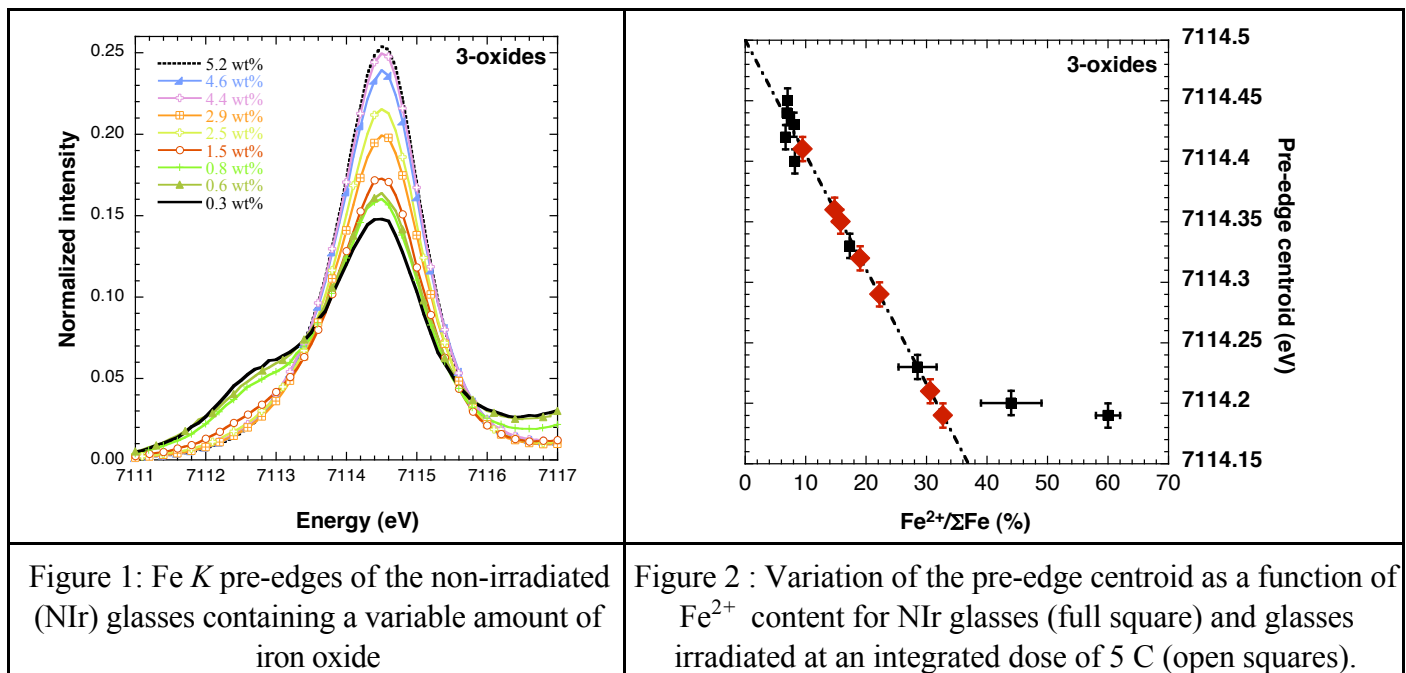 3-oxides
5.2 wt%
4.6 wt%
4.4 wt%
2.9 wt%
2.5 wt%
1.5 wt%
0.8 wt%
0.6 wt%
0.3 wt%
0.25
0.20
0.15
0.10
0.05
0.00
Normalized intensity
7111 7112 7113 7114 7115 7116 7117
Energy (eV)
3-oxides
7114.5
7114.45
7114.4
7114.35
7114.3
7114.25
7114.2
7114.15
Pre-edge centroid (eV)
0 10 20 30 40 50 60 70
Fe²⁺/ΣFe (%)
Figure 1: Fe K pre-edges of the non-irradiated
(NIr) glasses containing a variable amount of
iron oxide
Figure 2 : Variation of the pre-edge centroid as a function of
Fe²⁺ content for NIr glasses (full square) and glasses
irradiated at an integrated dose of 5 C (open squares).